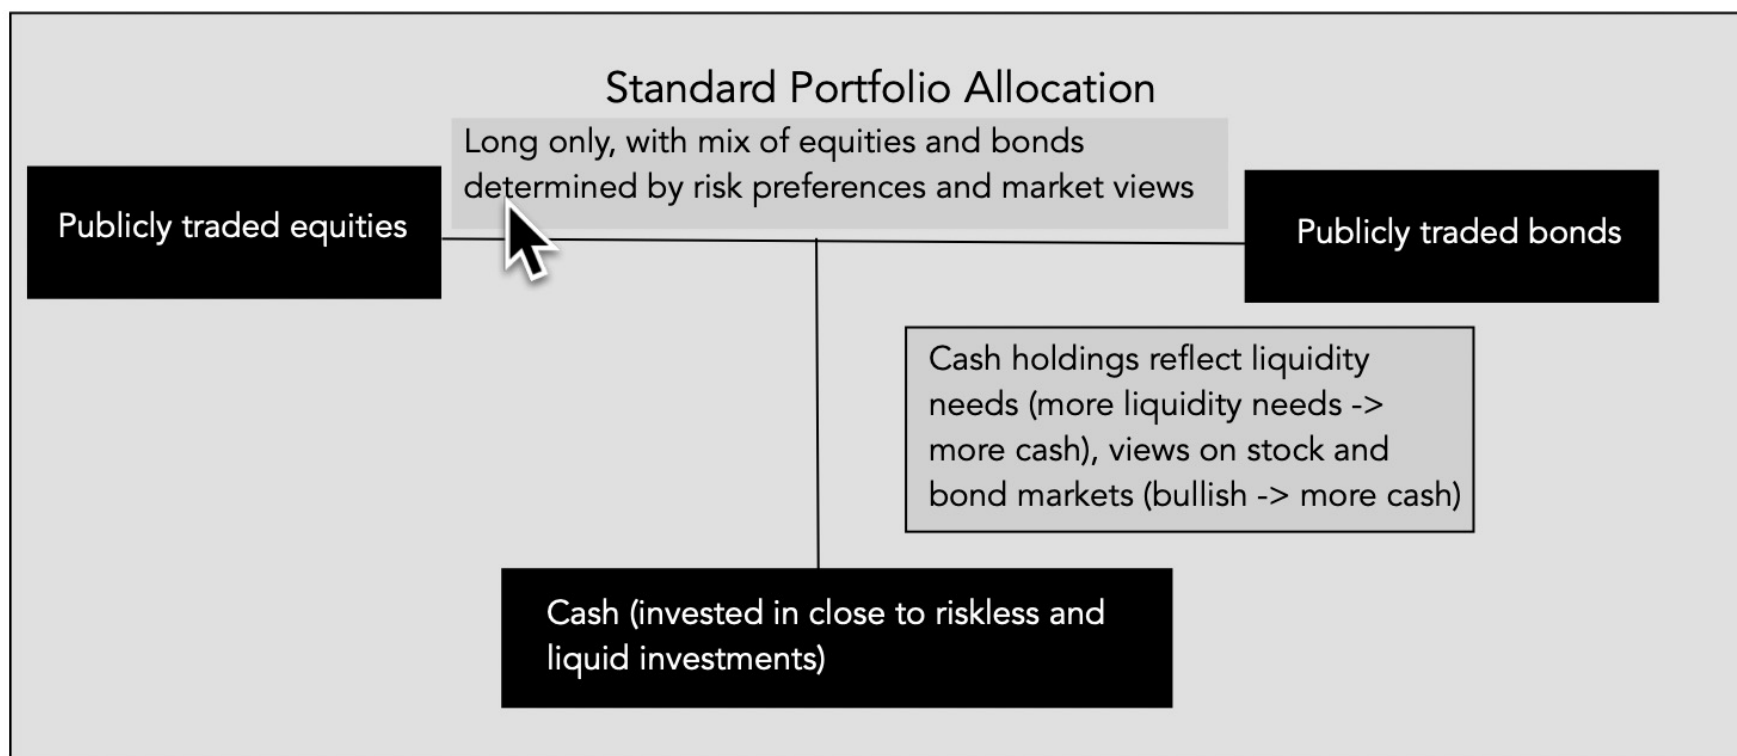 Standard Portfolio Allocation
Long only, with mix of equities and bonds
determined by risk preferences and market views
Publicly traded equities
Publicly traded bonds
Cash holdings reflect liquidity
needs (more liquidity needs ->
more cash), views on stock and
bond markets (bullish -> more cash)
Cash (invested in close to riskless and
liquid investments)